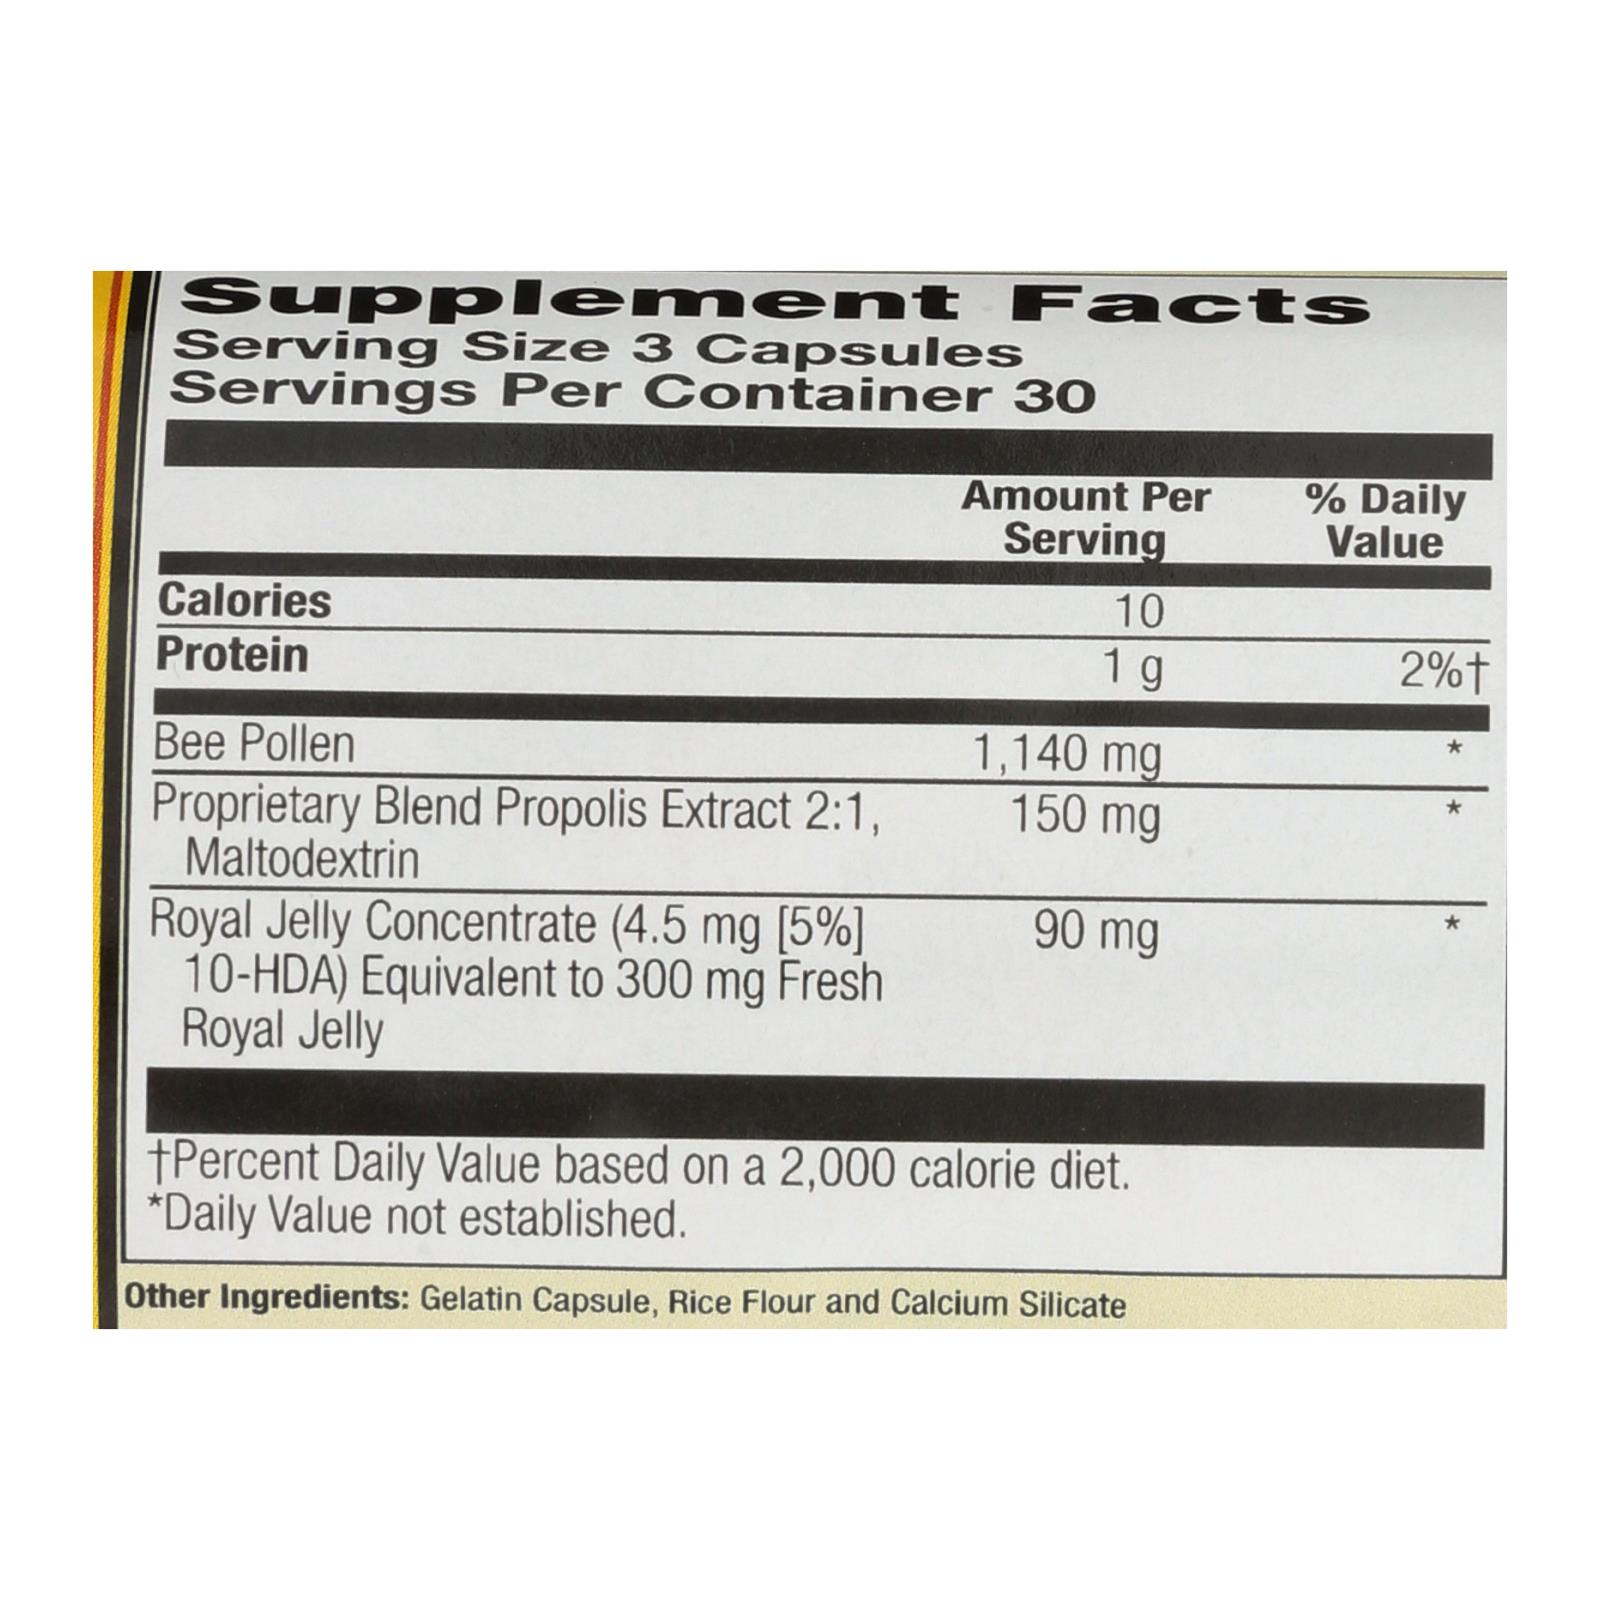 Supplement Facts
Serving Size 3 Capsules
Servings Per Container 30
Amount Per % Daily
Serving Value
Calories 10
Protein 1 g 2%†
Bee Pollen 1,140 mg *
Proprietary Blend Propolis Extract 2:1, 150 mg *
Maltodextrin
Royal Jelly Concentrate (4.5 mg [5%] 90 mg *
10-HDA) Equivalent to 300 mg Fresh
Royal Jelly
†Percent Daily Value based on a 2,000 calorie diet.
*Daily Value not established.
Other Ingredients: Gelatin Capsule, Rice Flour and Calcium Silicate